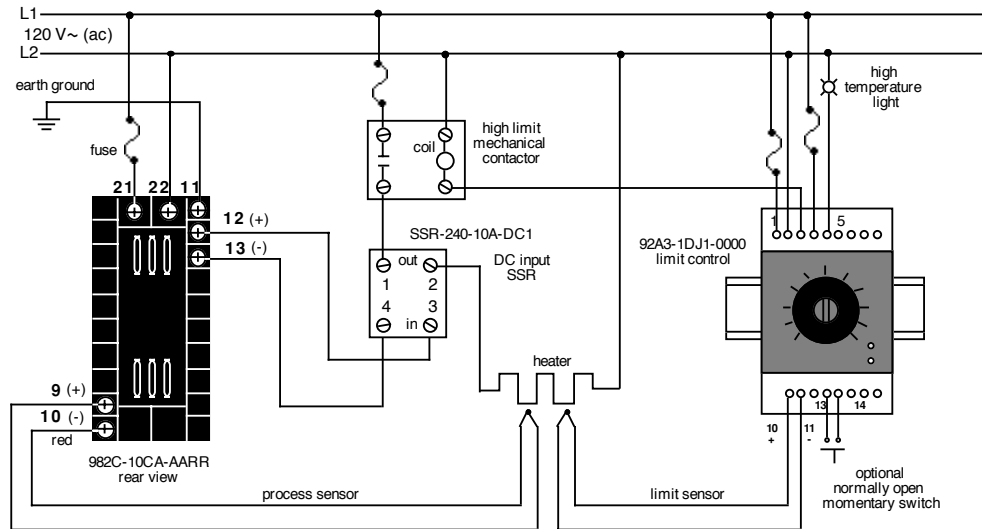 L1
120 V~ (ac)
L2
earth ground
fuse
21 22 11
12 (+)
13 (-)
9 (+)
10 (-)
red
982C-10CA-AARR
rear view
coil
high limit
mechanical
contactor
SSR-240-10A-DC1
DC input
SSR
out
1 2
4 3
in
heater
process sensor
limit sensor
high
temperature
light
92A3-1DJ1-0000
limit control
1 5
13 14
10
+
11
-
optional
normally open
momentary switch